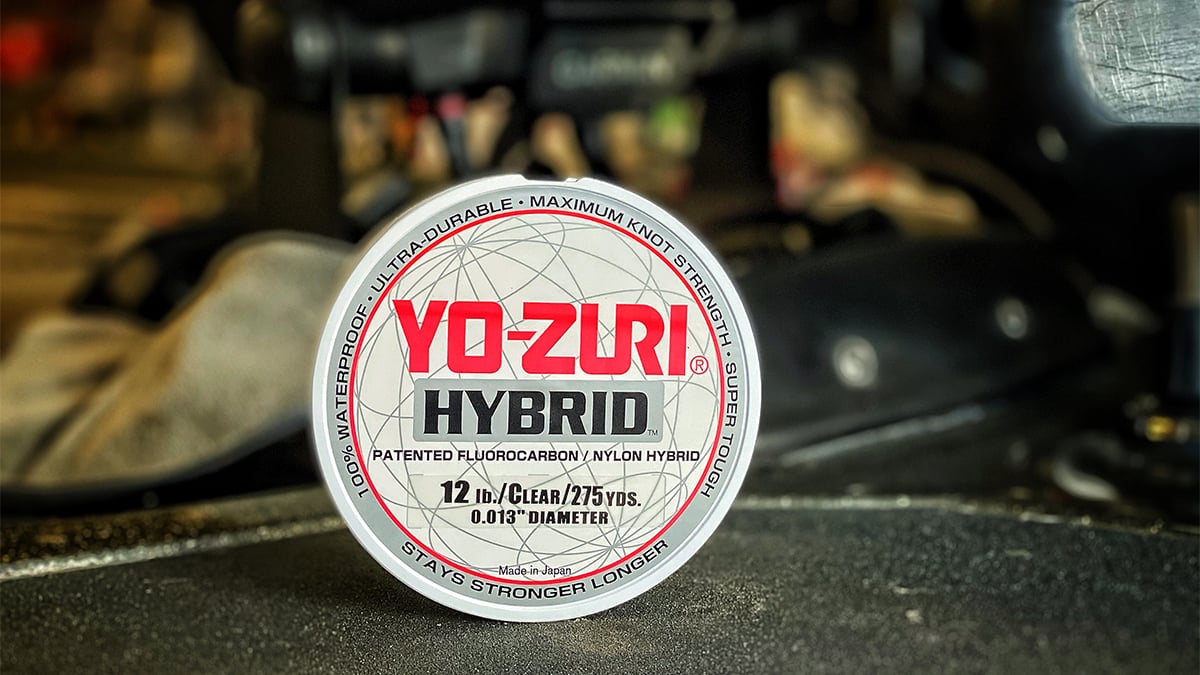 100% WATERPROOF • ULTRA-DURABLE • MAXIMUM KNOT STRENGTH • SUPER TOUGH
YO-ZURI®
HYBRID™
PATENTED FLUOROCARBON / NYLON HYBRID
12 lb./CLEAR/275 YDS.
0.013" DIAMETER
Made in Japan
STAYS STRONGER LONGER